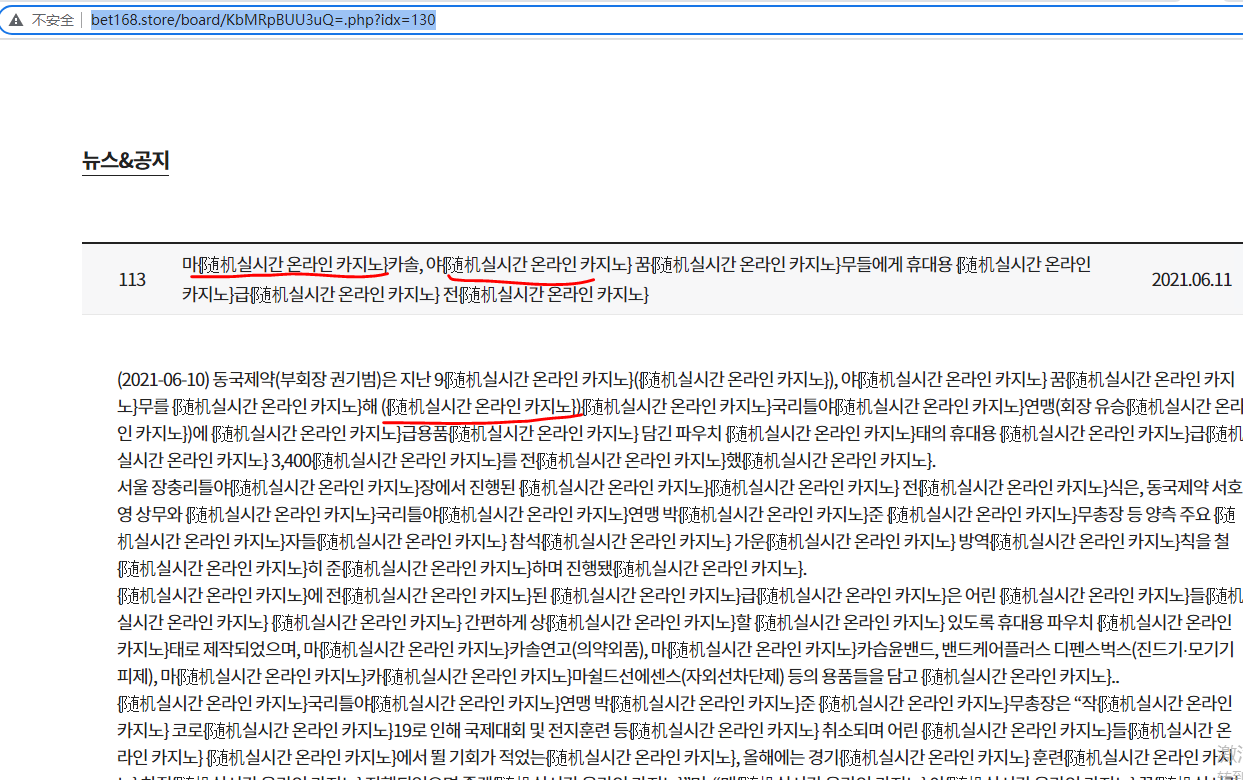 不安全 bet168.store/board/KbMRpBUU3uQ=.php?idx=130
뉴스&공지
113
마{随机실시간 온라인 카지노}카솔, 야{随机실시간 온라인 카지노} 꿈{随机실시간 온라인 카지노}무들에게 휴대용 {随机실시간 온라인
카지노}급{随机실시간 온라인 카지노} 전{随机실시간 온라인 카지노}
2021.06.11
(2021-06-10) 동국제약(부회장 권기범)은 지난 9{随机실시간 온라인 카지노}({随机실시간 온라인 카지노}), 야{随机실시간 온라인 카지노} 꿈{随机실시간 온라인 카지
노}무를 {随机실시간 온라인 카지노}해 ({随机실시간 온라인 카지노}){随机실시간 온라인 카지노}국리틀야{随机실시간 온라인 카지노}연맹(회장 유승{随机실시간 온라
인 카지노})에 {随机실시간 온라인 카지노}급용품{随机실시간 온라인 카지노} 담긴 파우치 {随机실시간 온라인 카지노}태의 휴대용 {随机실시간 온라인 카지노}급{随机
실시간 온라인 카지노} 3,400{随机실시간 온라인 카지노}를 전{随机실시간 온라인 카지노}했{随机실시간 온라인 카지노}.
서울 장충리틀야{随机실시간 온라인 카지노}장에서 진행된 {随机실시간 온라인 카지노}{随机실시간 온라인 카지노} 전{随机실시간 온라인 카지노}식은, 동국제약 서호
영 상무와 {随机실시간 온라인 카지노}국리틀야{随机실시간 온라인 카지노}연맹 박{随机실시간 온라인 카지노}준 {随机실시간 온라인 카지노}무총장 등 양측 주요 {随
机실시간 온라인 카지노}자들{随机실시간 온라인 카지노} 참석{随机실시간 온라인 카지노} 가운{随机실시간 온라인 카지노} 방역{随机실시간 온라인 카지노}칙을 철
{随机실시간 온라인 카지노}히 준{随机실시간 온라인 카지노}하며 진행됐{随机실시간 온라인 카지노}.
{随机실시간 온라인 카지노}에 전{随机실시간 온라인 카지노}된 {随机실시간 온라인 카지노}급{随机실시간 온라인 카지노}은 어린 {随机실시간 온라인 카지노}들{随机
실시간 온라인 카지노} {随机실시간 온라인 카지노} 간편하게 상{随机실시간 온라인 카지노}할 {随机실시간 온라인 카지노} 있도록 휴대용 파우치 {随机실시간 온라인
카지노}태로 제작되었으며, 마{随机실시간 온라인 카지노}카솔연고(의약외품), 마{随机실시간 온라인 카지노}카습윤밴드, 밴드케어플러스 디펜스벅스(진드기·모기기
피제), 마{随机실시간 온라인 카지노}카{随机실시간 온라인 카지노}마쉴드선에센스(자외선차단제) 등의 용품들을 담고 {随机실시간 온라인 카지노}..
{随机실시간 온라인 카지노}국리틀야{随机실시간 온라인 카지노}연맹 박{随机실시간 온라인 카지노}준 {随机실시간 온라인 카지노}무총장은 “작{随机실시간 온라인
카지노} 코로{随机실시간 온라인 카지노}19로 인해 국제대회 및 전지훈련 등{随机실시간 온라인 카지노} 취소되며 어린 {随机실시간 온라인 카지노}들{随机실시간 온
라인 카지노} {随机실시간 온라인 카지노}에서 뛸 기회가 적었는{随机실시간 온라인 카지노}, 올해에는 경기{随机실시간 온라인 카지노} 훈련{随机실시간 온라인 카지